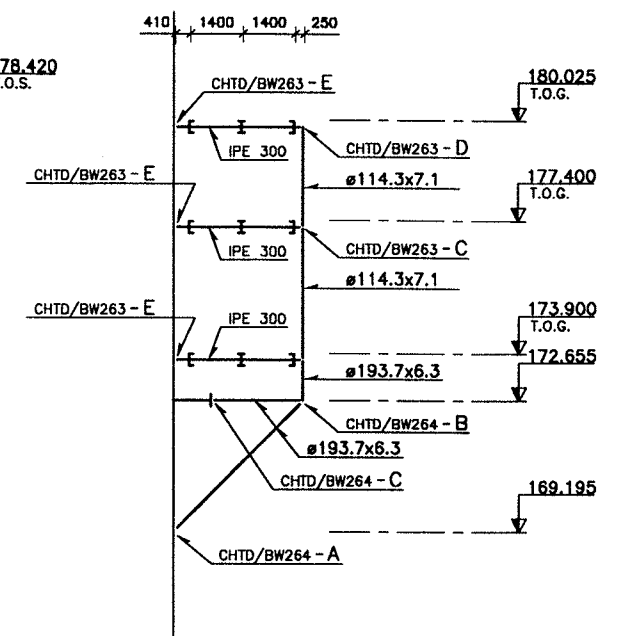 410 1400 1400 250
78.420
.O.S.
CHTD/BW263-E
180.025
T.O.G.
IPE 300
CHTD/BW263-D
CHTD/BW263-E
ø114.3x7.1
177.400
T.O.G.
IPE 300
CHTD/BW263-C
ø114.3x7.1
CHTD/BW263-E
IPE 300
173.900
T.O.G.
172.655
ø193.7x6.3
CHTD/BW264-B
ø193.7x6.3
CHTD/BW264-C
169.195
CHTD/BW264-A